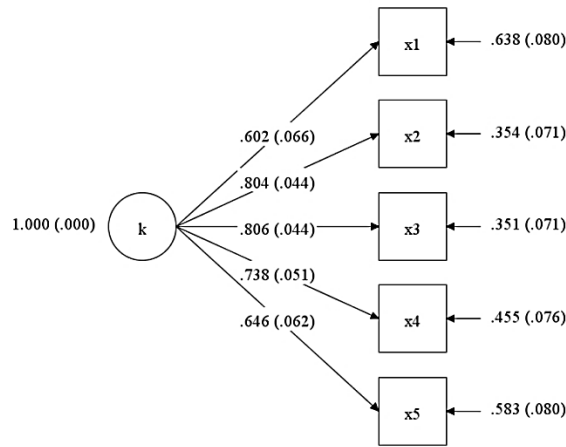 x1
.638 (.080)
.602 (.066)
x2
.354 (.071)
.804 (.044)
1.000 (.000)
k
.806 (.044)
x3
.351 (.071)
.738 (.051)
x4
.455 (.076)
.646 (.062)
x5
.583 (.080)